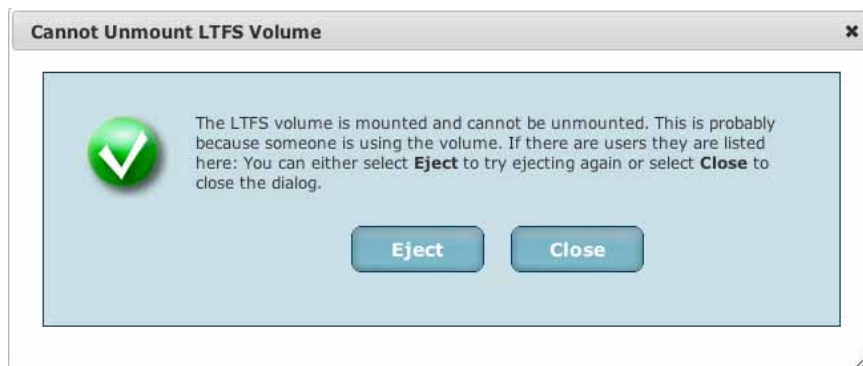 Cannot Unmount LTFS Volume
The LTFS volume is mounted and cannot be unmounted. This is probably
because someone is using the volume. If there are users they are listed
here: You can either select Eject to try ejecting again or select Close to
close the dialog.
Eject Close